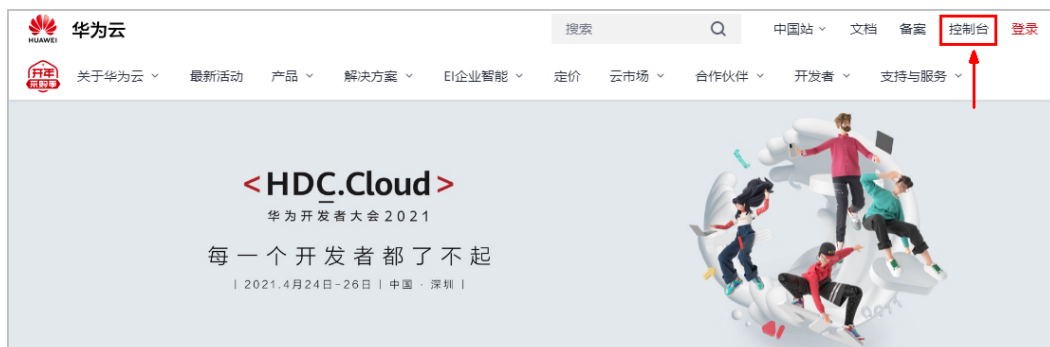 HUAWEI 华为云 搜索 中国站 文档 备案 控制台 登录
开年采购季 关于华为云 最新活动 产品 解决方案 EI企业智能 定价 云市场 合作伙伴 开发者 支持与服务
<HDC.Cloud>
华为开发者大会2021
每一个开发者都了不起
| 2021.4月24日-26日 | 中国 · 深圳 |